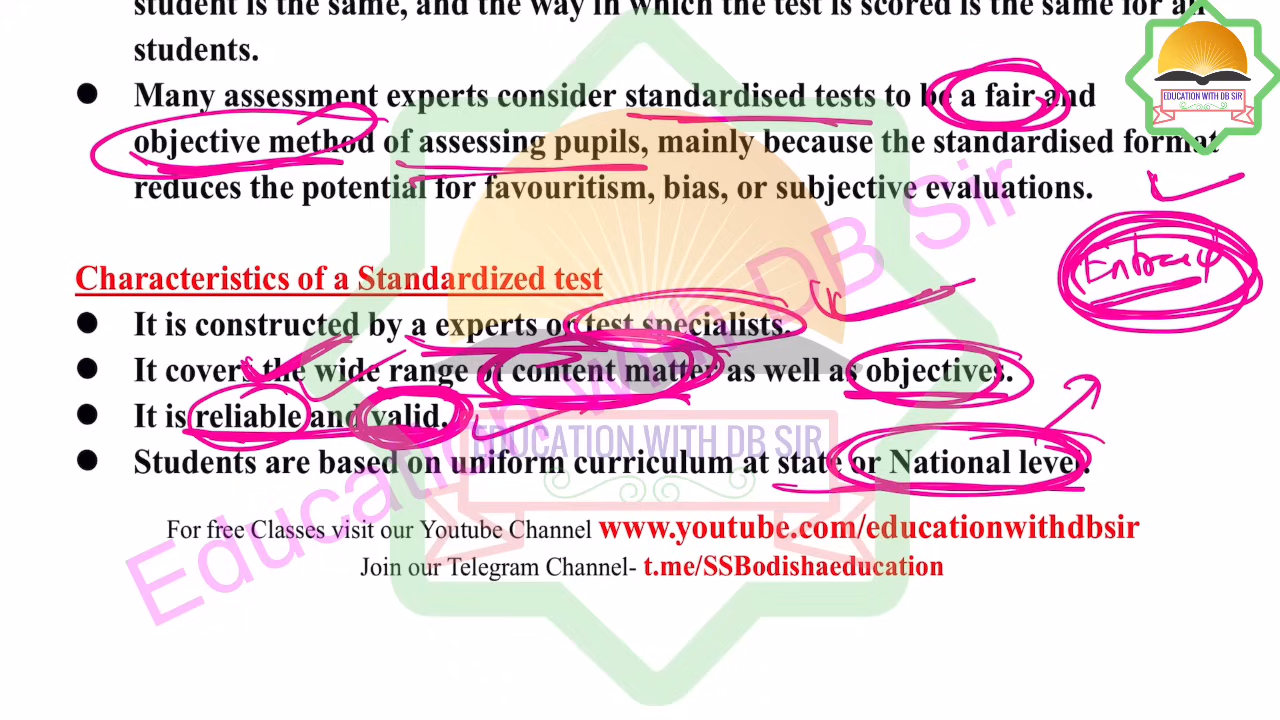 student is the same, and the way in which the test is scored is the same for all
students.
● Many assessment experts consider standardised tests to be a fair and
objective method of assessing pupils, mainly because the standardised format
reduces the potential for favouritism, bias, or subjective evaluations.
EDUCATION WITH DB SIR
Characteristics of a Standardized test
● It is constructed by a experts or test specialists.
● It covers the wide range of content matter as well as objectives.
● It is reliable and valid.
● Students are based on uniform curriculum at state or National level.
EDUCATION WITH DB SIR
Education with DB Sir
For free Classes visit our Youtube Channel www.youtube.com/educationwithdbsir
Join our Telegram Channel- t.me/SSBodishaeducation